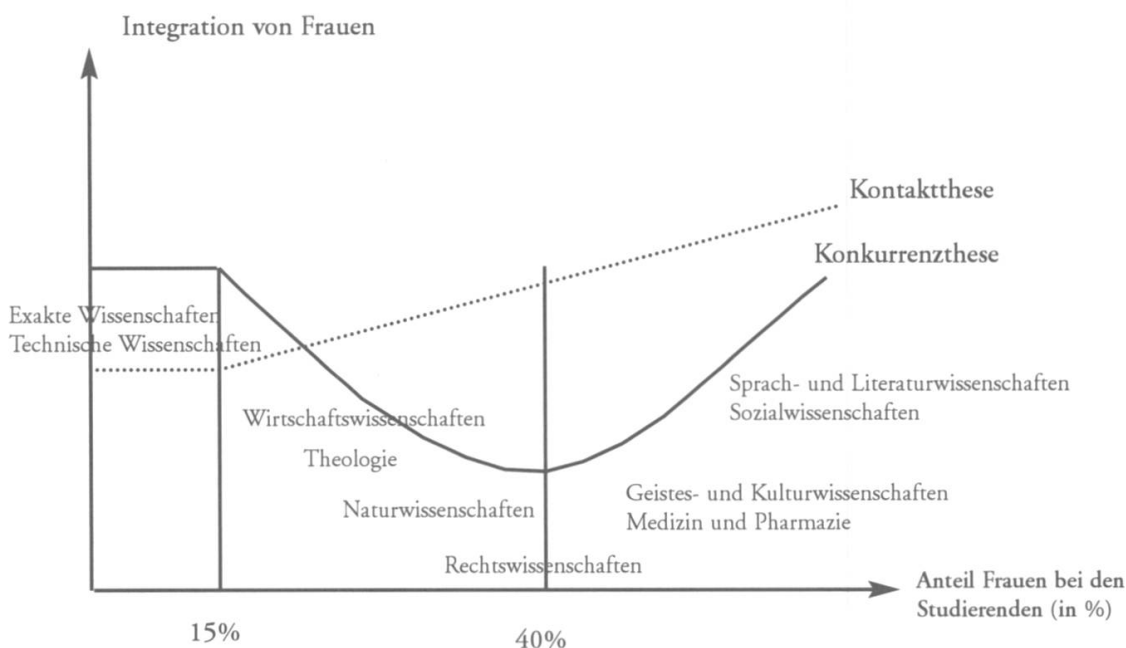 Integration von Frauen
Kontaktthese
Konkurrenzthese
Exakte Wissenschaften
Technische Wissenschaften
Sprach- und Literaturwissenschaften
Sozialwissenschaften
Wirtschaftswissenschaften
Theologie
Geistes- und Kulturwissenschaften
Medizin und Pharmazie
Naturwissenschaften
Rechtswissenschaften
Anteil Frauen bei den
Studierenden (in %)
15%
40%